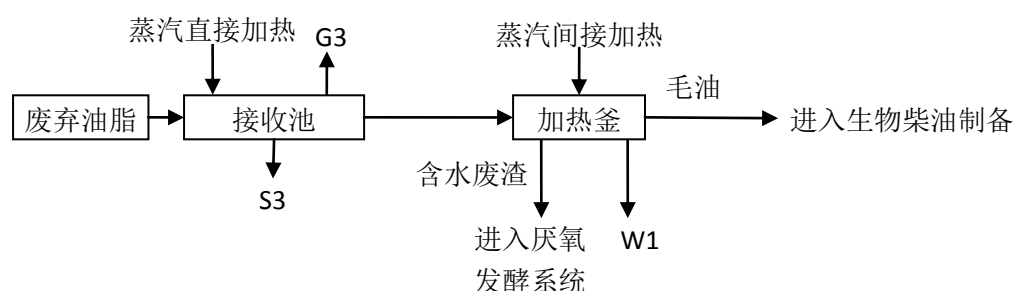 蒸汽直接加热
G3
蒸汽间接加热
毛油
废弃油脂
接收池
加热釜
进入生物柴油制备
含水废渣
S3
进入厌氧
发酵系统
W1